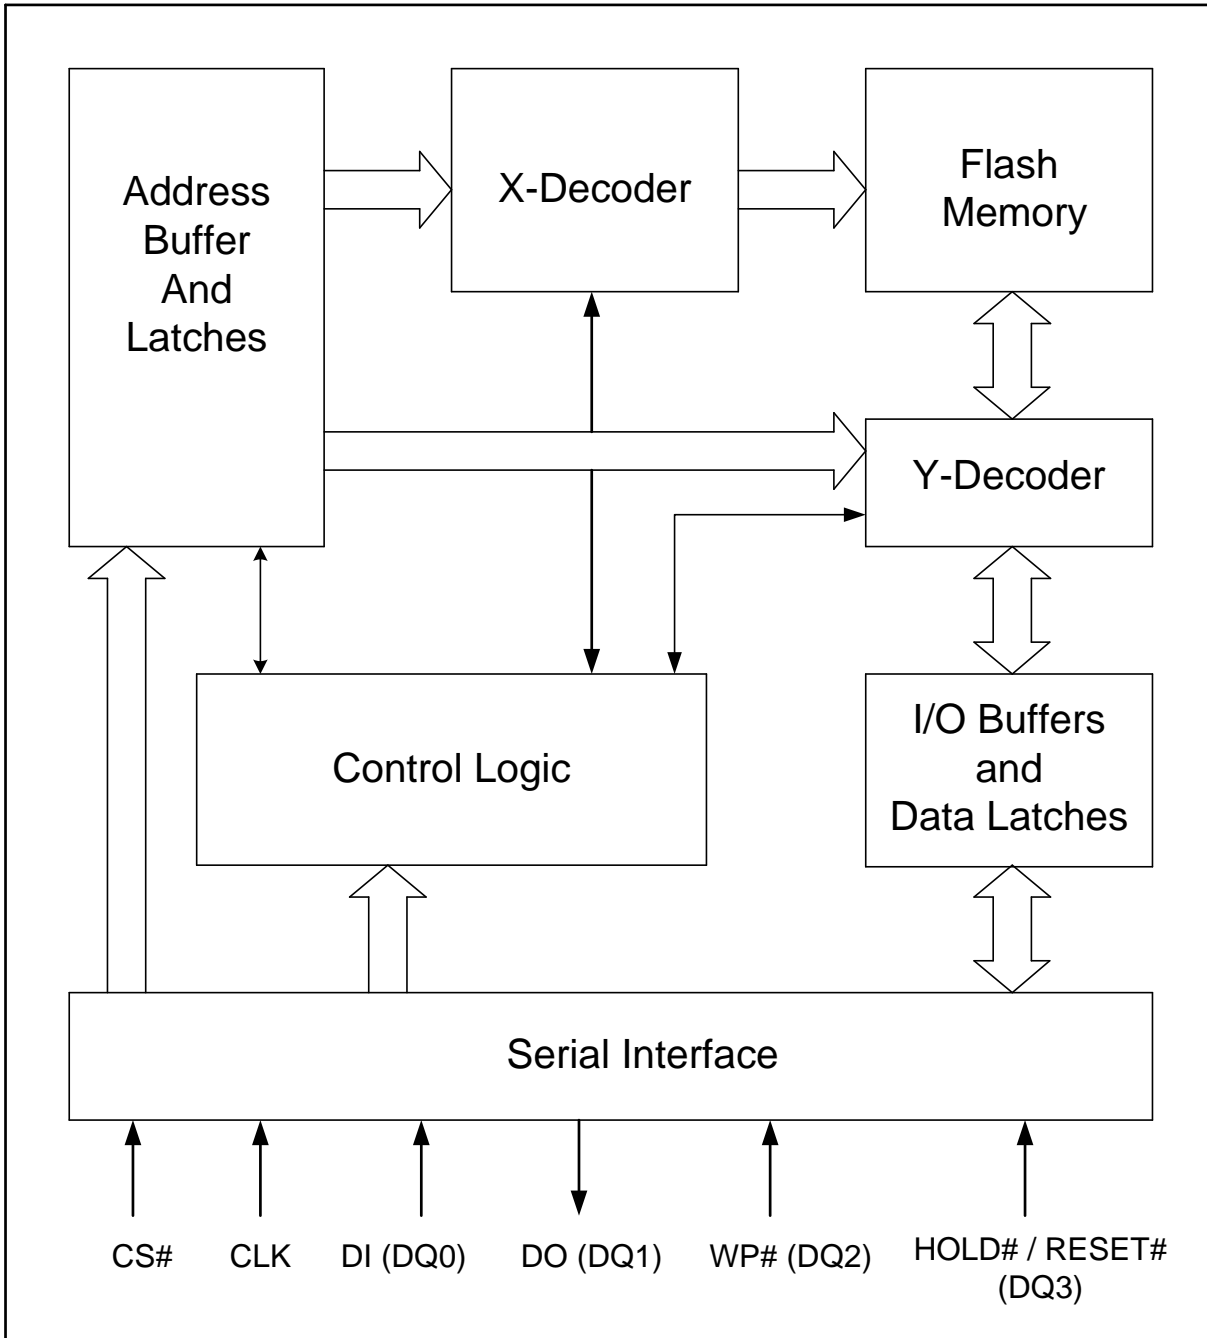 Address
Buffer
And
Latches
X-Decoder
Flash
Memory
Y-Decoder
Control Logic
I/O Buffers
and
Data Latches
Serial Interface
CS#
CLK
DI (DQ0)
DO (DQ1)
WP# (DQ2)
HOLD# / RESET#
(DQ3)